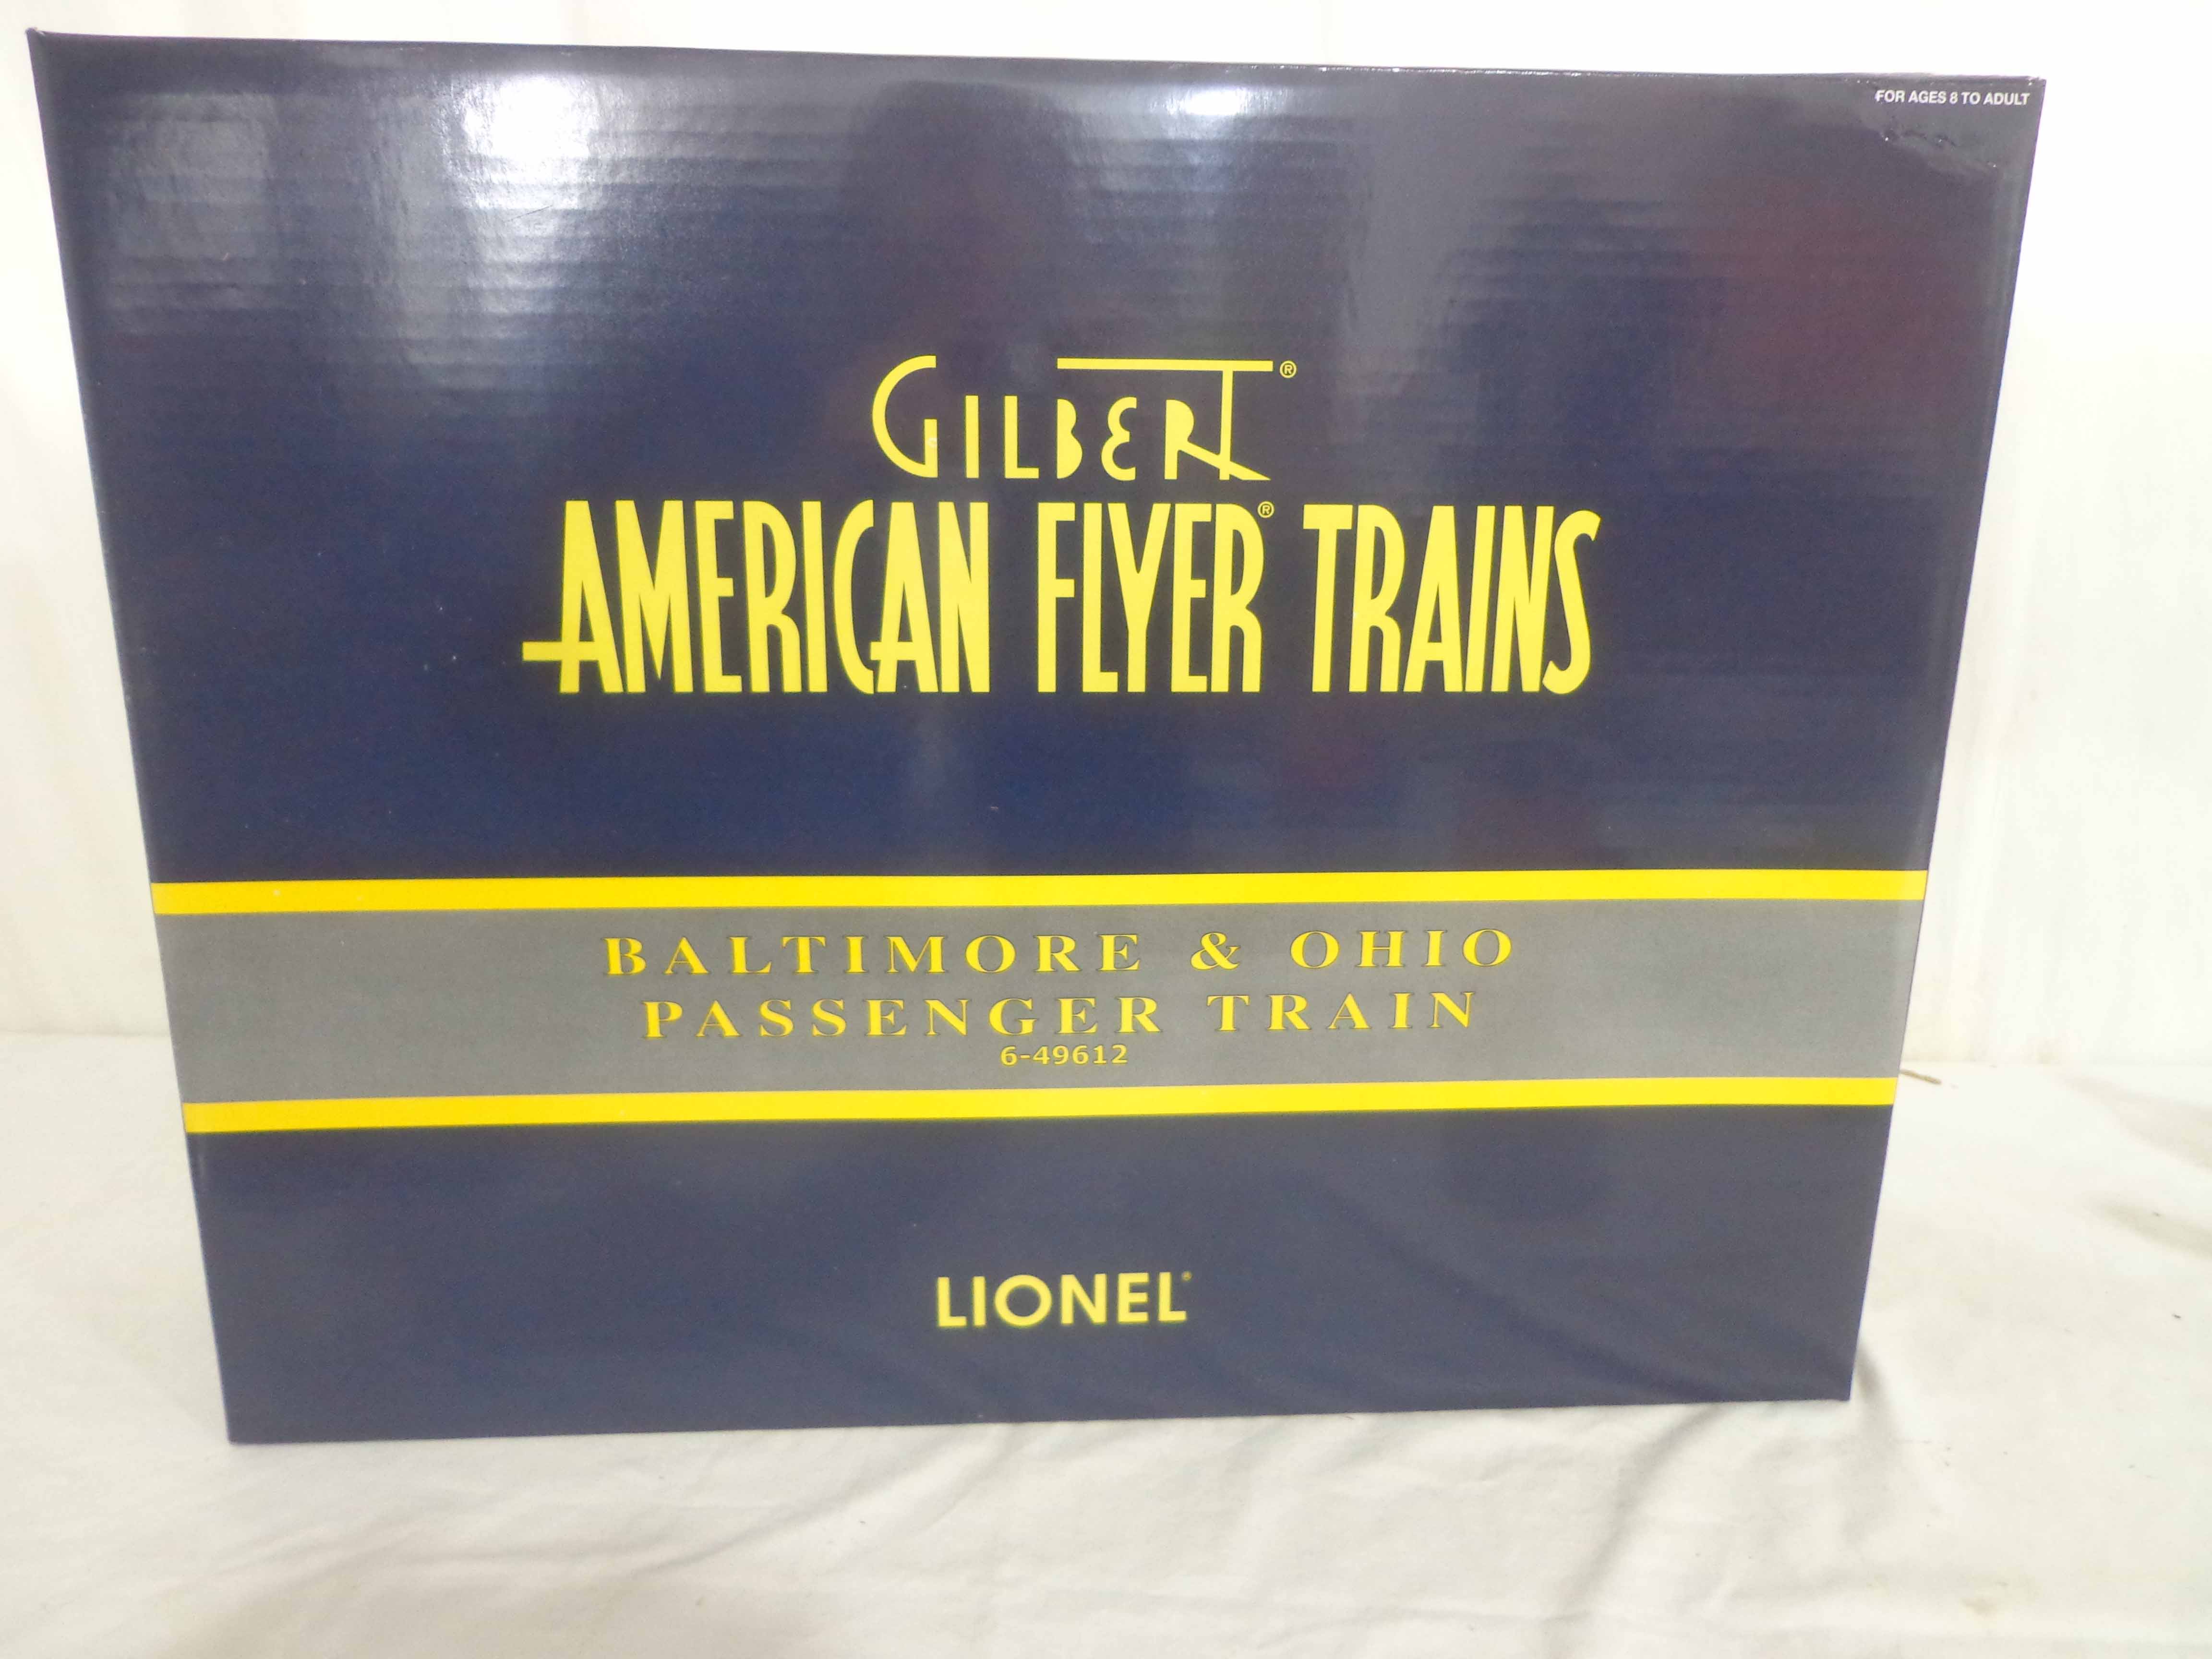 FOR AGES 8 TO ADULT
GILBERT®
AMERICAN FLYER® TRAINS
BALTIMORE & OHIO
PASSENGER TRAIN
6-49612
LIONEL®